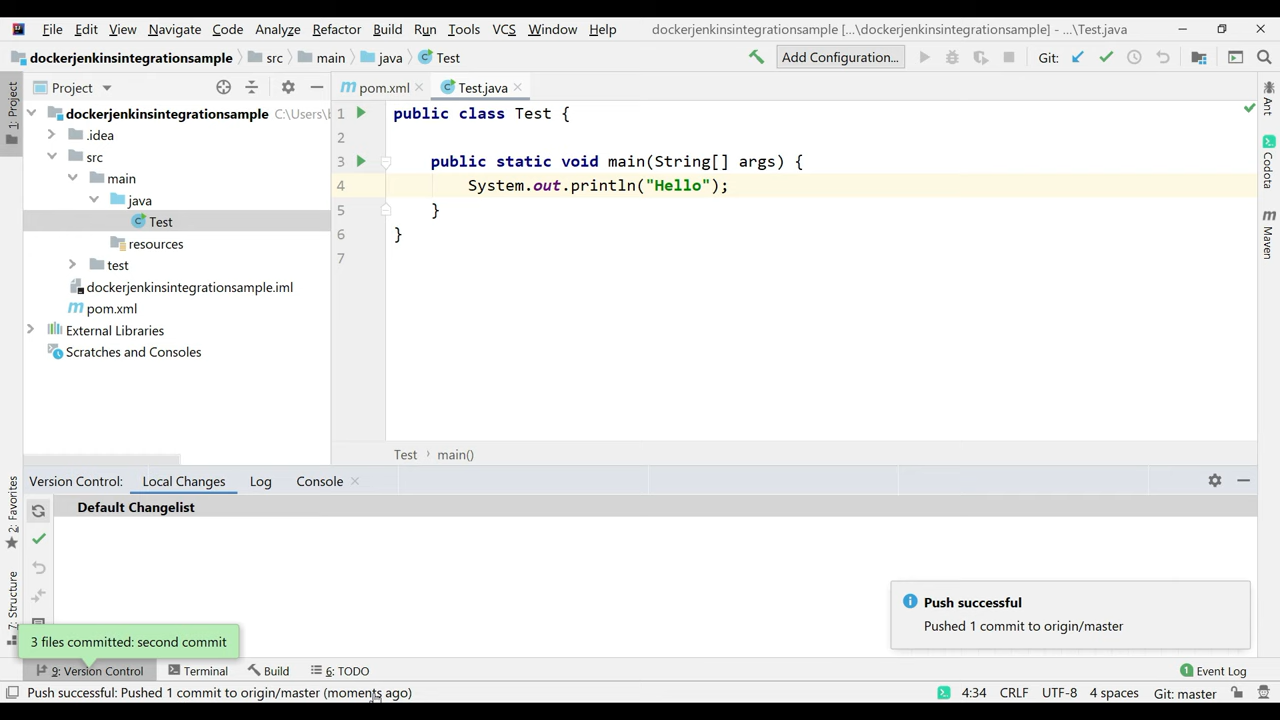 File Edit View Navigate Code Analyze Refactor Build Run Tools VCS Window Help dockerjenkinsintegrationsample [...\dockerjenkinsintegrationsample] - ...\Test.java
dockerjenkinsintegrationsample src main java Test Add Configuration... Git:
1: Project
Project
pom.xml Test.java
dockerjenkinsintegrationsample C:\Users\
.idea
src
main
java
Test
resources
test
dockerjenkinsintegrationsample.iml
pom.xml
External Libraries
Scratches and Consoles
1 public class Test {
2
3 public static void main(String[] args) {
4 System.out.println("Hello");
5 }
6 }
7
Test main()
Ant
Codota
Maven
2: Favorites
7: Structure
Version Control: Local Changes Log Console
Default Changelist
Push successful
Pushed 1 commit to origin/master
3 files committed: second commit
9: Version Control Terminal Build 6: TODO 1 Event Log
Push successful: Pushed 1 commit to origin/master (moments ago) 4:34 CRLF UTF-8 4 spaces Git: master